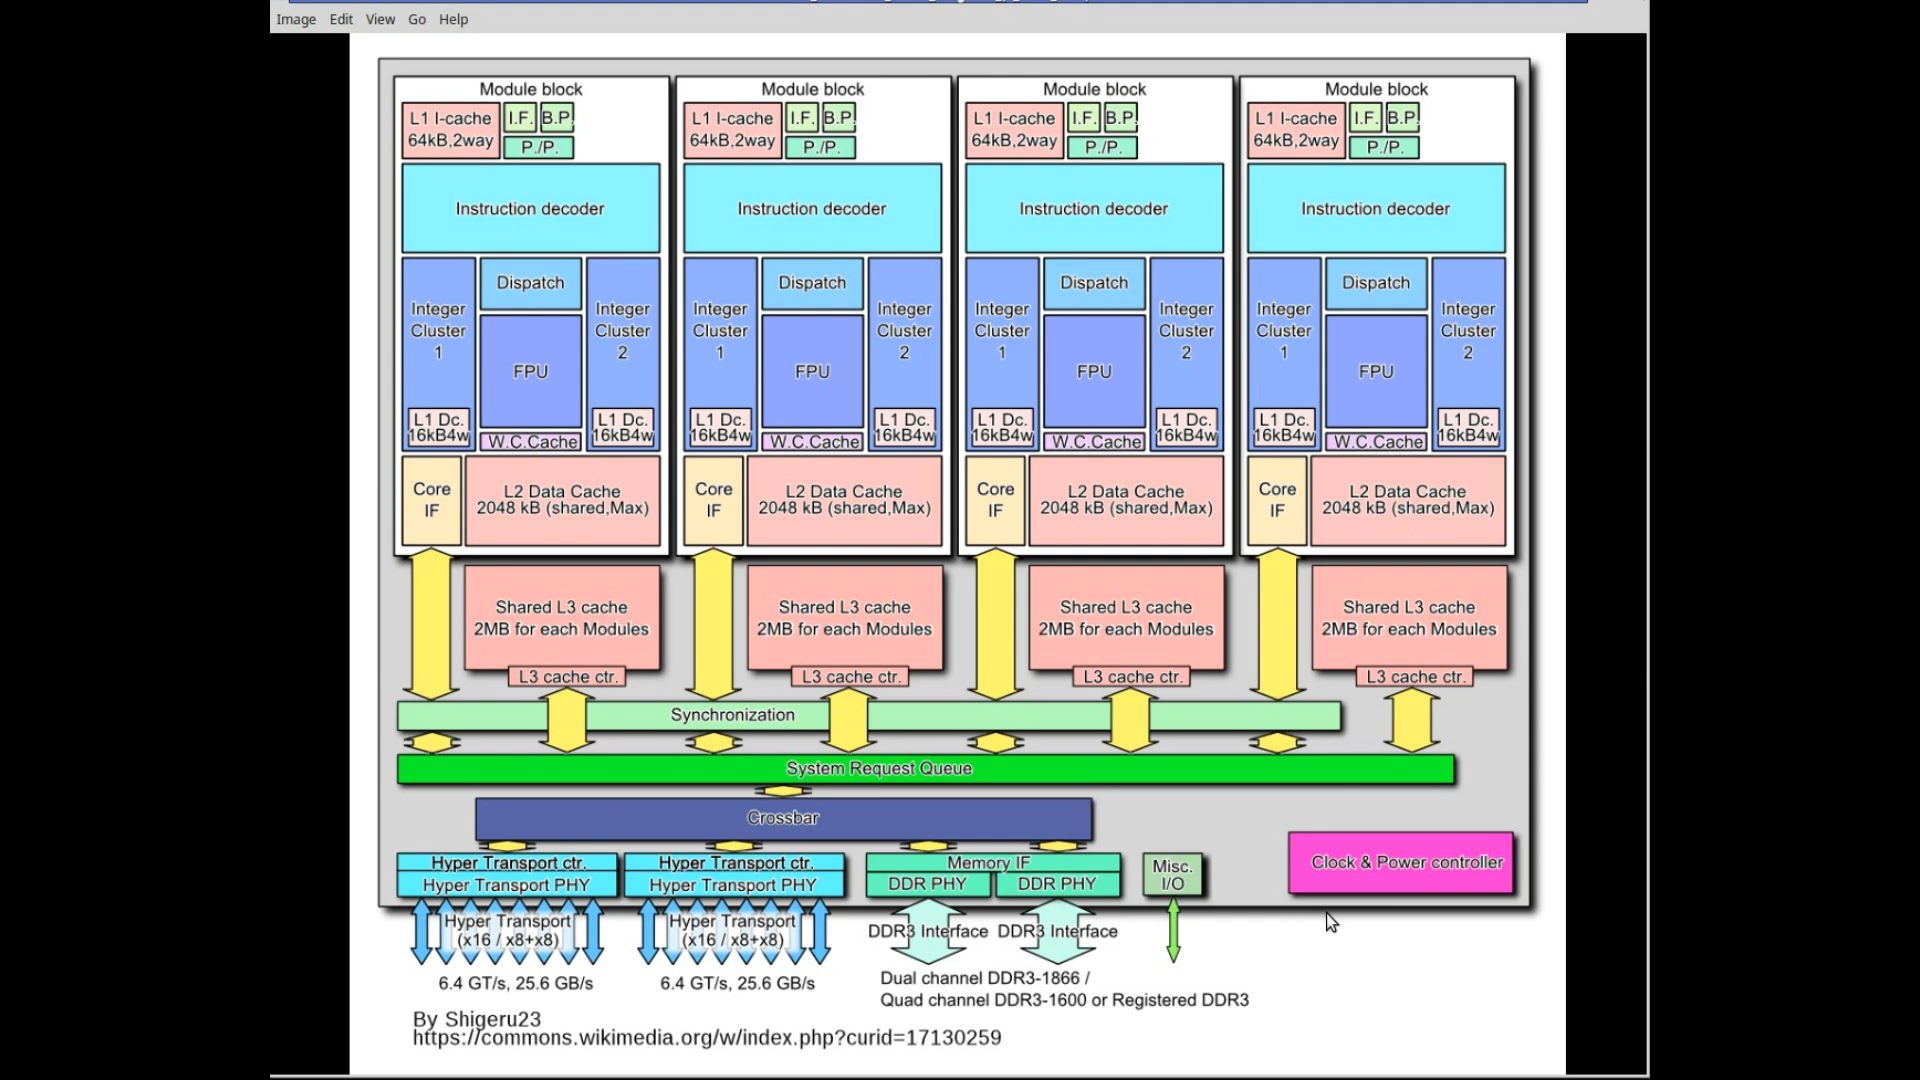 Image Edit View Go Help
Module block
L1 I-cache
64kB,2way
I.F.
B.P.
P./P.
Instruction decoder
Integer
Cluster
1
Dispatch
FPU
Integer
Cluster
2
L1 Dc.
16kB4w
W.C.Cache
L1 Dc.
16kB4w
Core
IF
L2 Data Cache
2048 kB (shared,Max)
Module block
L1 I-cache
64kB,2way
I.F.
B.P.
P./P.
Instruction decoder
Integer
Cluster
1
Dispatch
FPU
Integer
Cluster
2
L1 Dc.
16kB4w
W.C.Cache
L1 Dc.
16kB4w
Core
IF
L2 Data Cache
2048 kB (shared,Max)
Module block
L1 I-cache
64kB,2way
I.F.
B.P.
P./P.
Instruction decoder
Integer
Cluster
1
Dispatch
FPU
Integer
Cluster
2
L1 Dc.
16kB4w
W.C.Cache
L1 Dc.
16kB4w
Core
IF
L2 Data Cache
2048 kB (shared,Max)
Module block
L1 I-cache
64kB,2way
I.F.
B.P.
P./P.
Instruction decoder
Integer
Cluster
1
Dispatch
FPU
Integer
Cluster
2
L1 Dc.
16kB4w
W.C.Cache
L1 Dc.
16kB4w
Core
IF
L2 Data Cache
2048 kB (shared,Max)
Shared L3 cache
2MB for each Modules
L3 cache ctr.
Shared L3 cache
2MB for each Modules
L3 cache ctr.
Shared L3 cache
2MB for each Modules
L3 cache ctr.
Shared L3 cache
2MB for each Modules
L3 cache ctr.
Synchronization
System Request Queue
Crossbar
Hyper Transport ctr.
Hyper Transport PHY
Hyper Transport
(x16 / x8+x8)
6.4 GT/s, 25.6 GB/s
Hyper Transport ctr.
Hyper Transport PHY
Hyper Transport
(x16 / x8+x8)
6.4 GT/s, 25.6 GB/s
Memory IF
DDR PHY
DDR PHY
DDR3 Interface
DDR3 Interface
Dual channel DDR3-1866 /
Quad channel DDR3-1600 or Registered DDR3
Misc.
I/O
Clock & Power controller
By Shigeru23
https://commons.wikimedia.org/w/index.php?curid=17130259